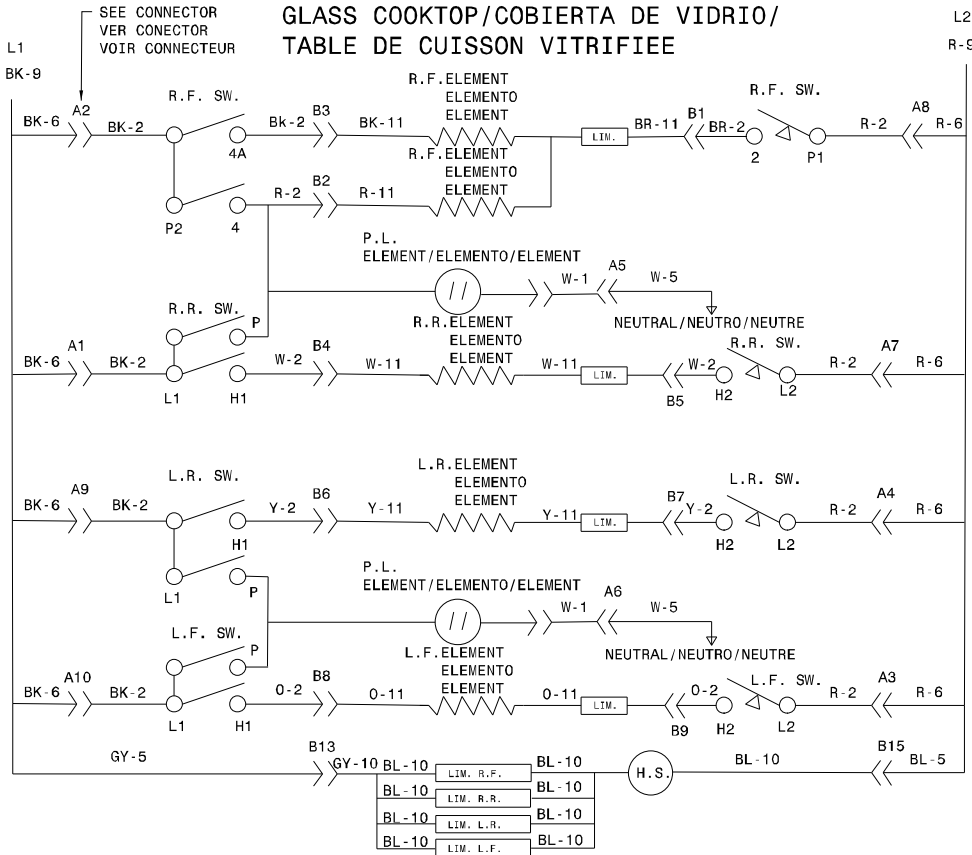 SEE CONNECTOR
VER CONECTOR
VOIR CONNECTEUR
GLASS COOKTOP/COBIERTA DE VIDRIO/
TABLE DE CUISSON VITRIFIEE
L1
BK-9
L2
R-9
R.F. SW.
R.F.ELEMENT
ELEMENTO
ELEMENT
R.F. SW.
BK-6
A2
BK-2
4A
Bk-2
B3
BK-11
LIM.
BR-11
B1
BR-2
2
P1
R-2
A8
R-6
R.F.ELEMENT
ELEMENTO
ELEMENT
P2
4
R-2
B2
R-11
P.L.
ELEMENT/ELEMENTO/ELEMENT
W-1
A5
W-5
NEUTRAL/NEUTRO/NEUTRE
R.R. SW.
P
R.R.ELEMENT
ELEMENTO
ELEMENT
R.R. SW.
BK-6
A1
BK-2
L1
H1
W-2
B4
W-11
W-11
LIM.
B5
W-2
H2
L2
R-2
A7
R-6
L.R. SW.
L.R.ELEMENT
ELEMENTO
ELEMENT
L.R. SW.
BK-6
A9
BK-2
H1
Y-2
B6
Y-11
Y-11
LIM.
B7
Y-2
H2
L2
R-2
A4
R-6
L1
P
P.L.
ELEMENT/ELEMENTO/ELEMENT
W-1
A6
W-5
NEUTRAL/NEUTRO/NEUTRE
L.F. SW.
P
L.F.ELEMENT
ELEMENTO
ELEMENT
L.F. SW.
BK-6
A10
BK-2
L1
H1
O-2
B8
O-11
O-11
LIM.
B9
O-2
H2
L2
R-2
A3
R-6
GY-5
B13
GY-10
BL-10
LIM. R.F.
BL-10
H.S.
BL-10
B15
BL-5
BL-10
LIM. R.R.
BL-10
BL-10
LIM. L.R.
BL-10
BL-10
LIM. L.F.
BL-10